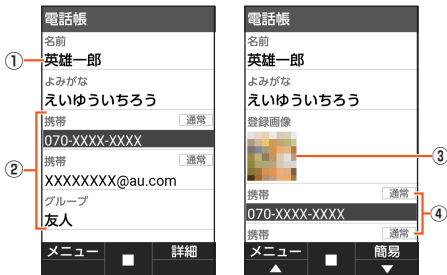 電話帳
名前
① 英雄一郎
よみがな
えいゆういちろう
② 携帯 通常
070-XXXX-XXXX
携帯 通常
XXXXXXXX@au.com
グループ
友人
メニュー ■ 詳細
電話帳
名前
英雄一郎
よみがな
えいゆういちろう
登録画像
③
携帯 通常
④
070-XXXX-XXXX
携帯 通常
メニュー ■ 簡易
▲ ▼